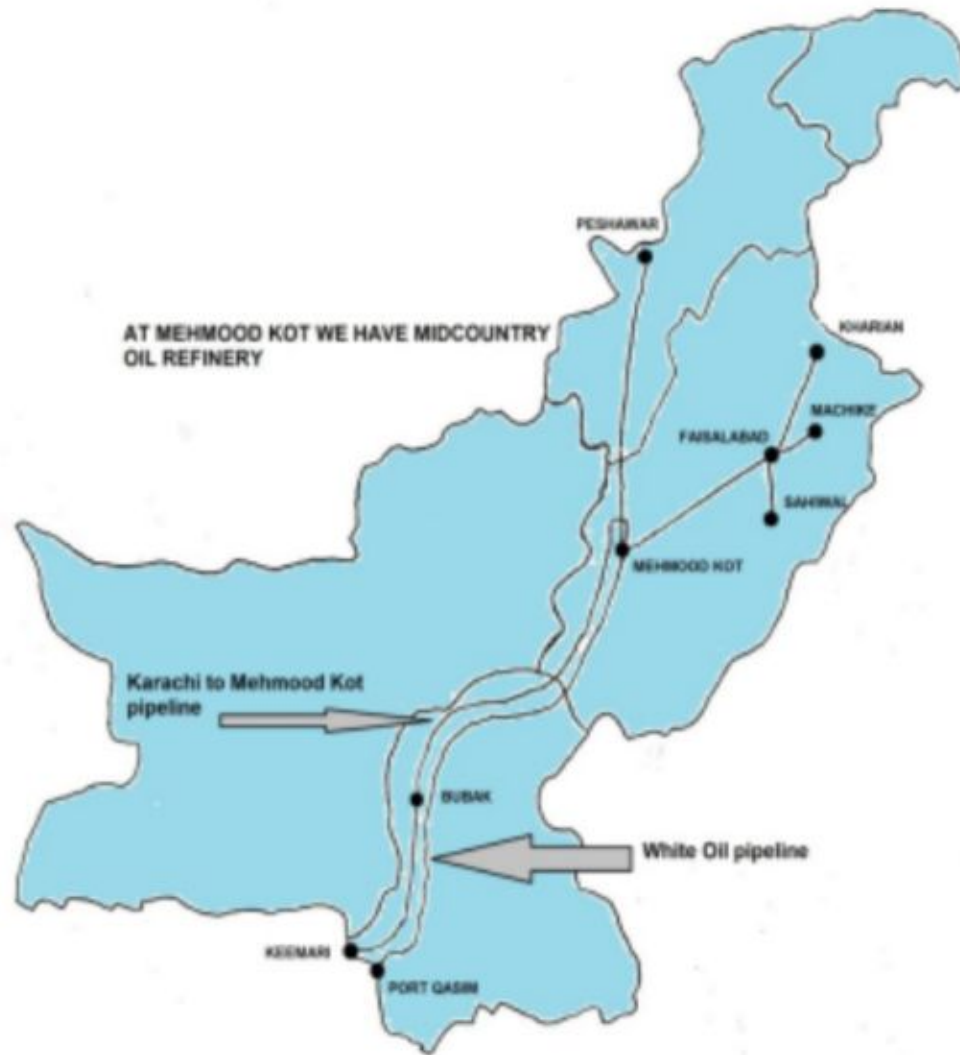 PESHAWAR
AT MEHMOOD KOT WE HAVE MIDCOUNTRY
OIL REFINERY
KHARIAN
MACHIKE
FAISALABAD
SAHIWAL
MEHMOOD KOT
Karachi to Mehmood Kot
pipeline
BUBAK
White Oil pipeline
KEEMARI
PORT QASIM